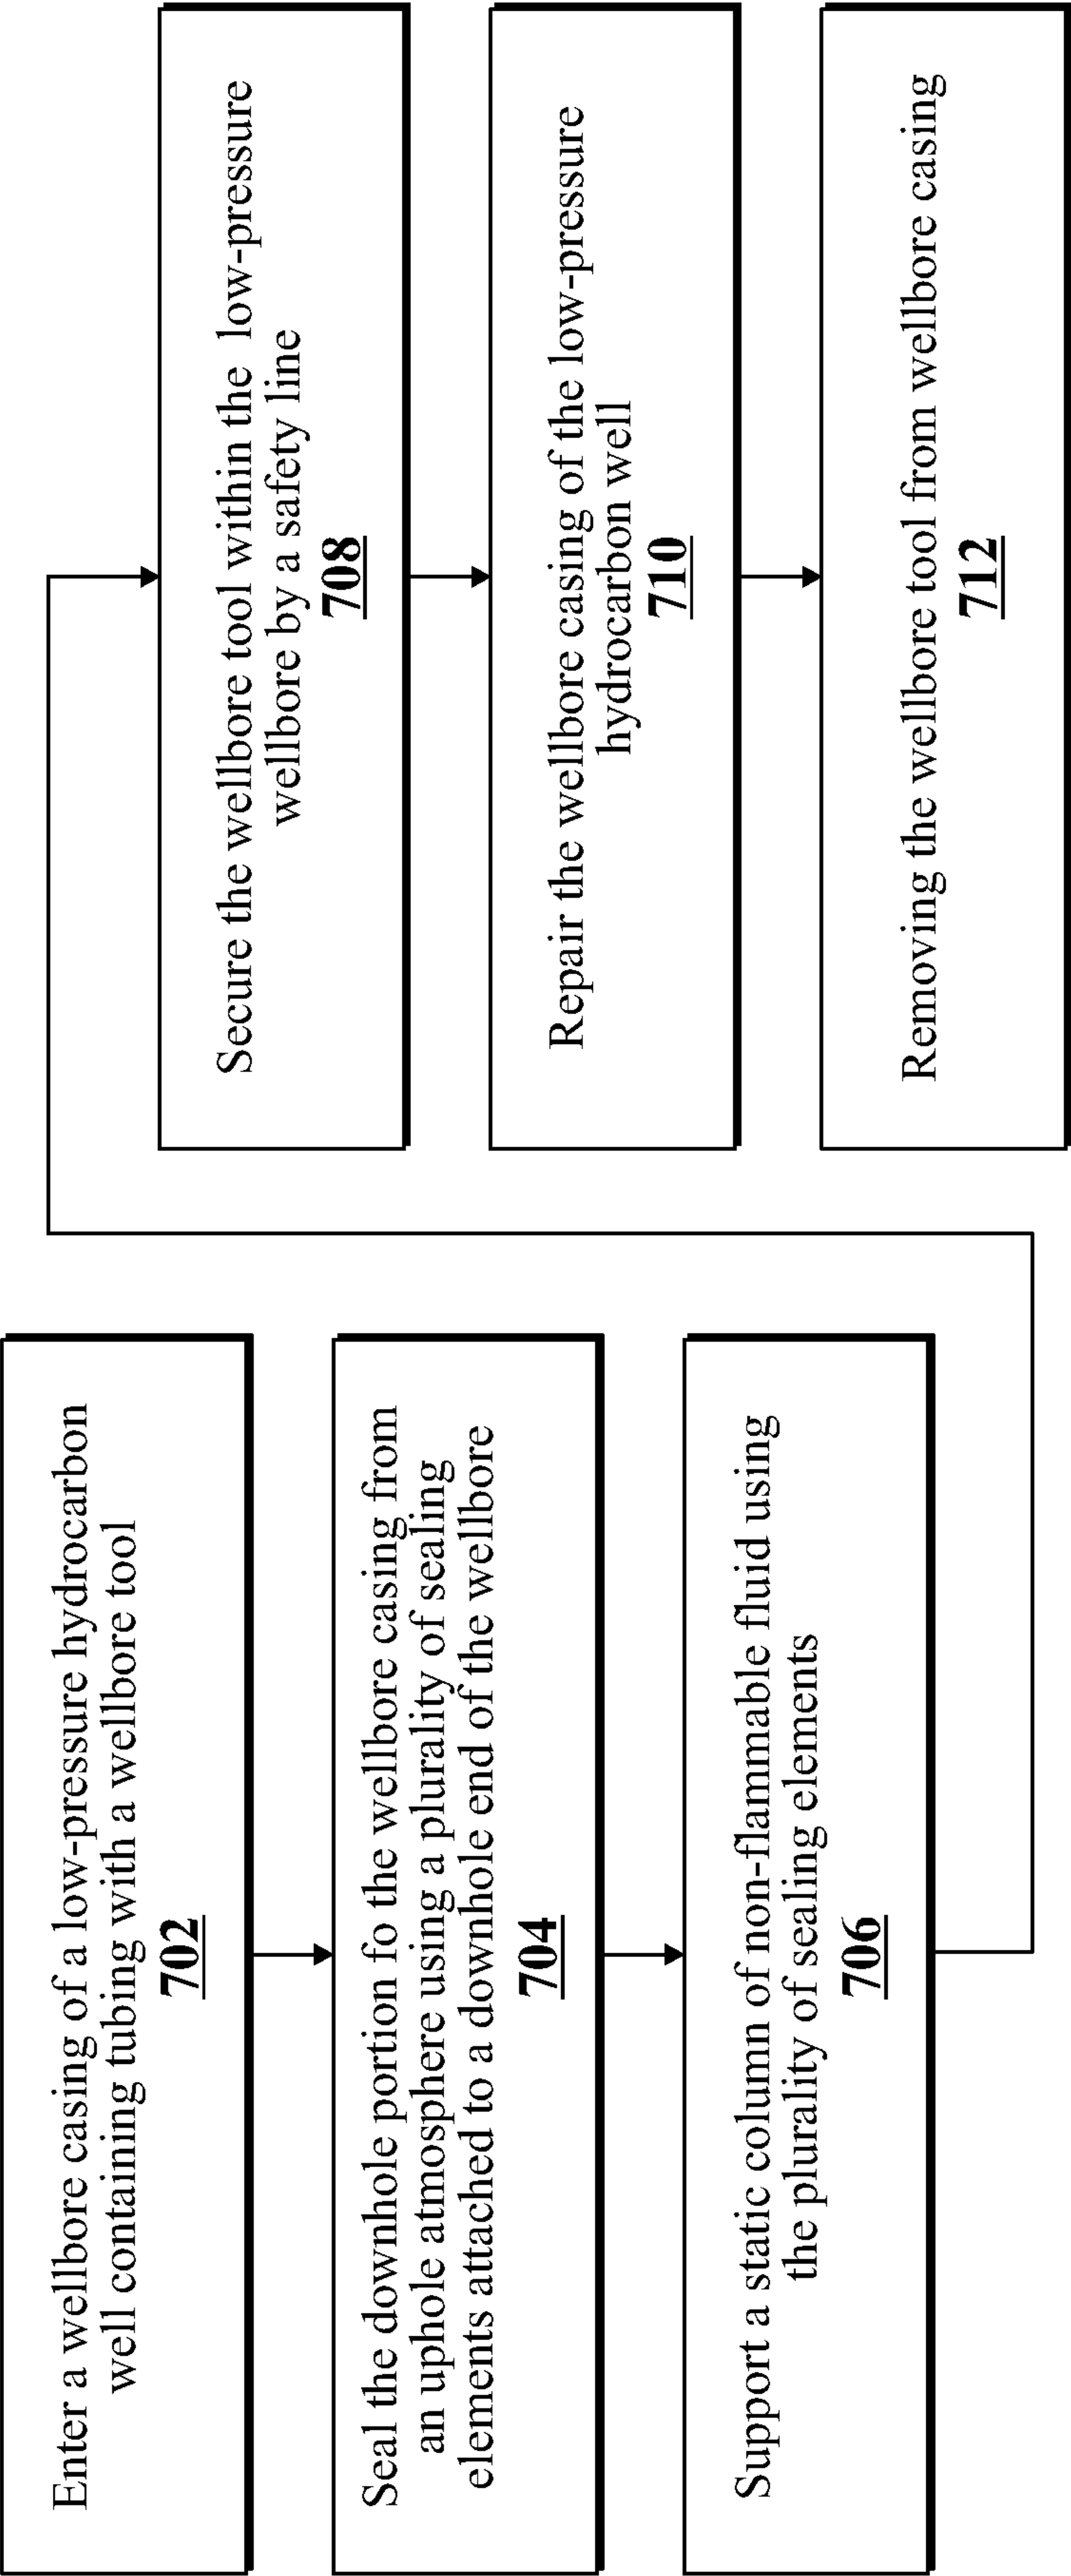 Enter a wellbore casing of a low-pressure hydrocarbon
well containing tubing with a wellbore tool
702
Seal the downhole portion fo the wellbore casing from
an uphole atmosphere using a plurality of sealing
elements attached to a downhole end of the wellbore
704
Support a static column of non-flammable fluid using
the plurality of sealing elements
706
Secure the wellbore tool within the low-pressure
wellbore by a safety line
708
Repair the wellbore casing of the low-pressure
hydrocarbon well
710
Removing the wellbore tool from wellbore casing
712